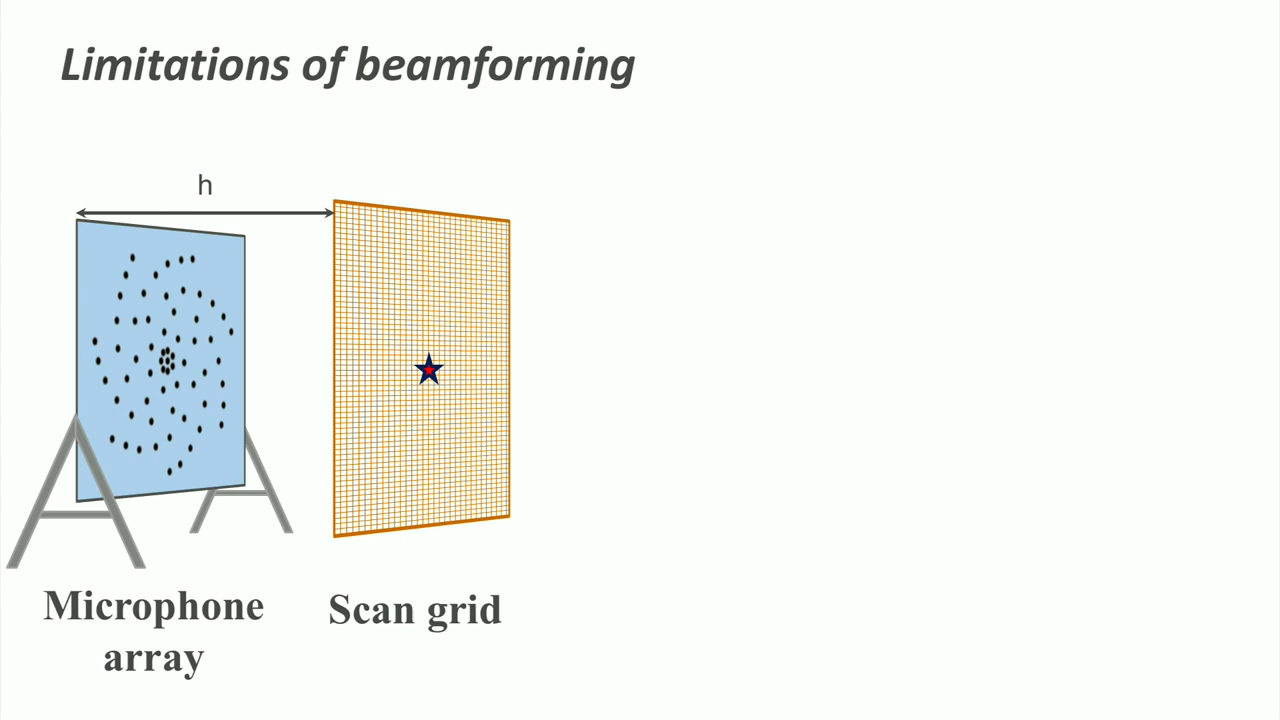 Limitations of beamforming
h
Microphone
array
Scan grid